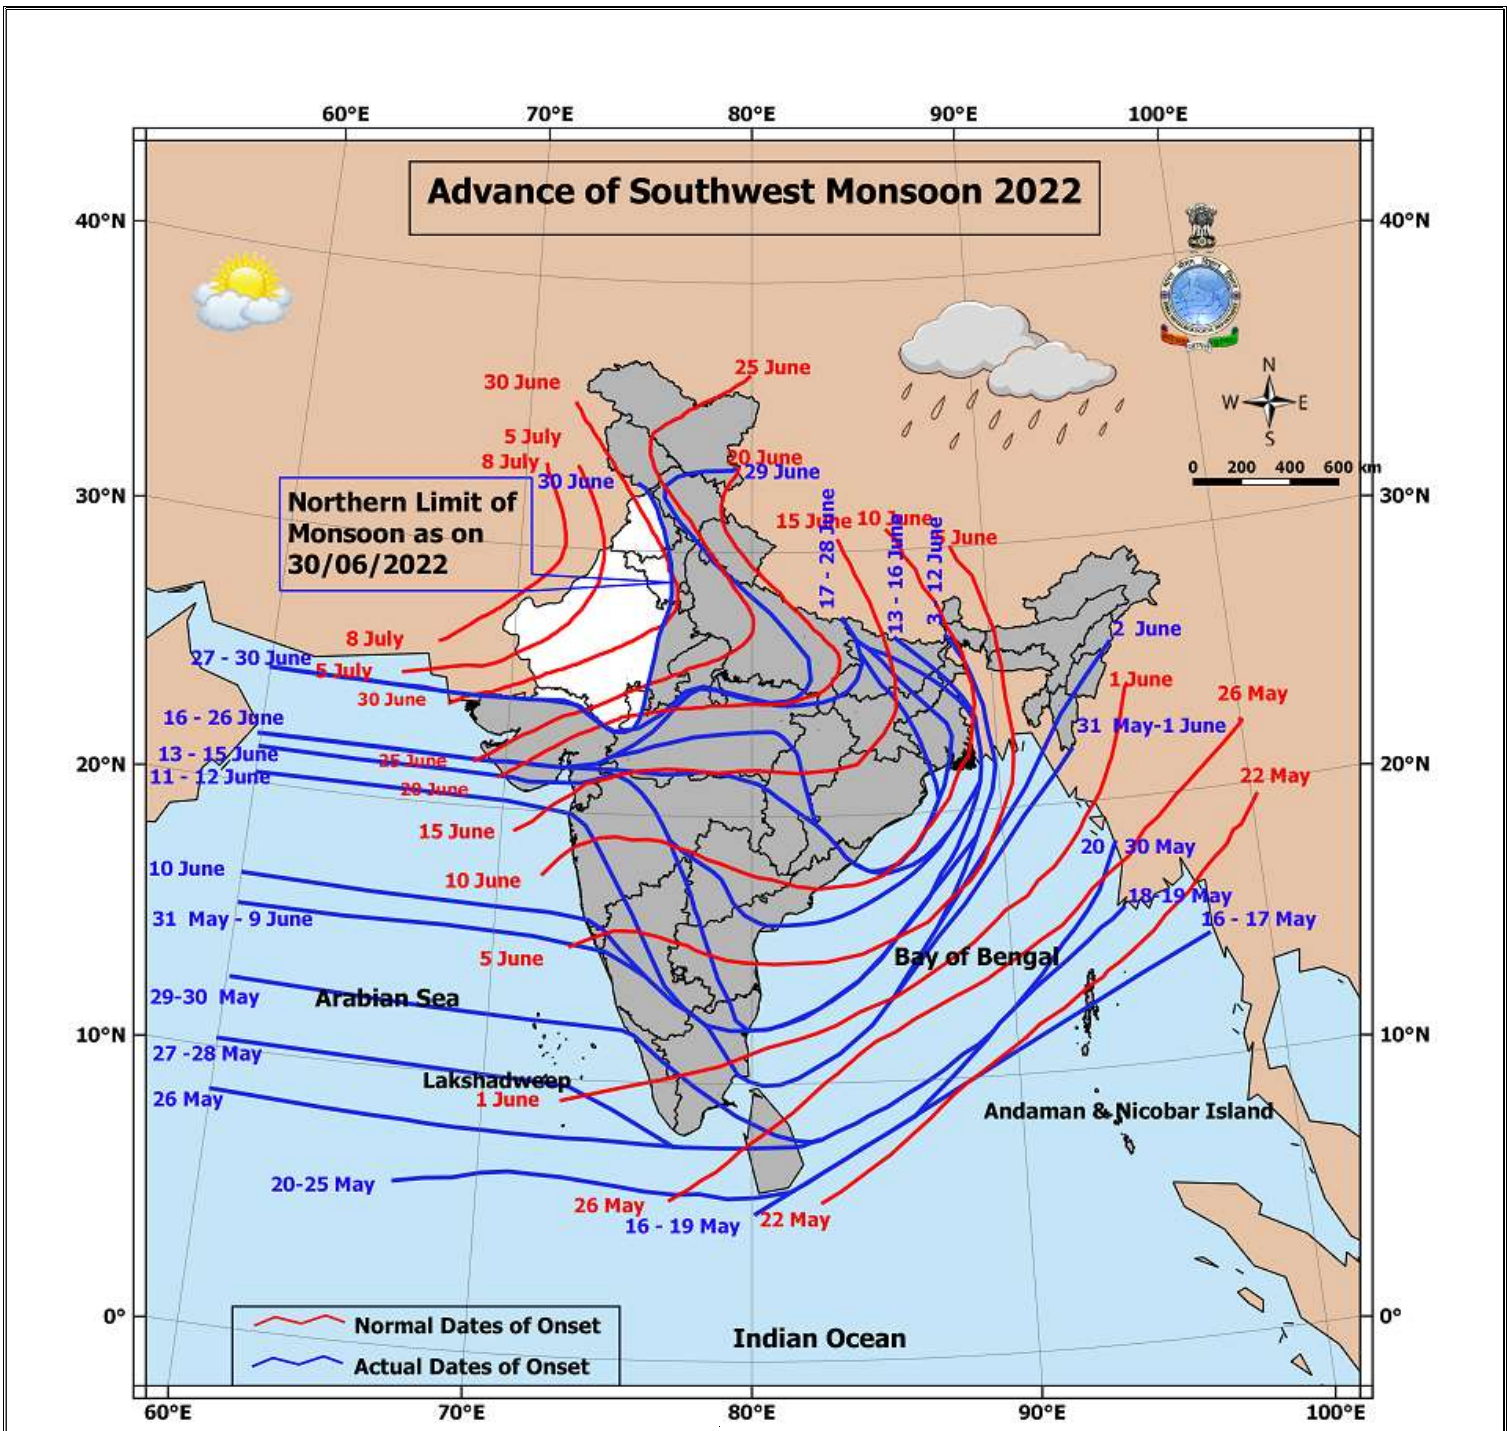 60°E 70°E 80°E 90°E 100°E
Advance of Southwest Monsoon 2022
40°N 40°N
25 June
30 June
N
W E
S
5 July
20 June
8 July
0 200 400 600 km
29 June
30 June
30°N 30°N
Northern Limit of
Monsoon as on
30/06/2022
15 June 10 June
5 June
17 - 28 June
13 - 16 June
3 - 12 June
2 June
8 July
27 - 30 June
5 July
1 June
26 May
30 June
16 - 26 June
31 May-1 June
13 - 15 June
25 June
20°N 20°N
11 - 12 June
22 May
20 June
15 June
20 - 30 May
10 June
10 June
18-19 May
31 May - 9 June
16 - 17 May
5 June
Bay of Bengal
29-30 May
Arabian Sea
10°N 10°N
27 -28 May
Lakshadweep
26 May
1 June
Andaman & Nicobar Island
20-25 May
26 May
16 - 19 May
22 May
0° 0°
Normal Dates of Onset
Indian Ocean
Actual Dates of Onset
60°E 70°E 80°E 90°E 100°E